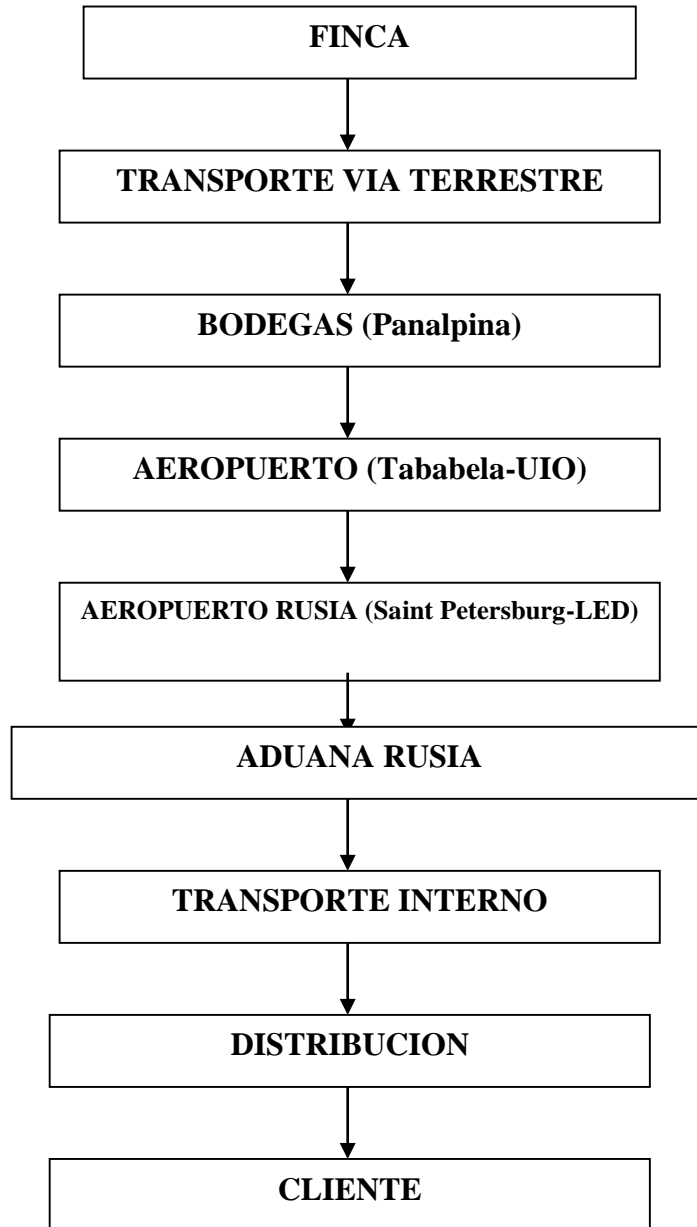 FINCA
TRANSPORTE VIA TERRESTRE
BODEGAS (Panalpina)
AEROPUERTO (Tababela-UIO)
AEROPUERTO RUSIA (Saint Petersburg-LED)
ADUANA RUSIA
TRANSPORTE INTERNO
DISTRIBUCION
CLIENTE